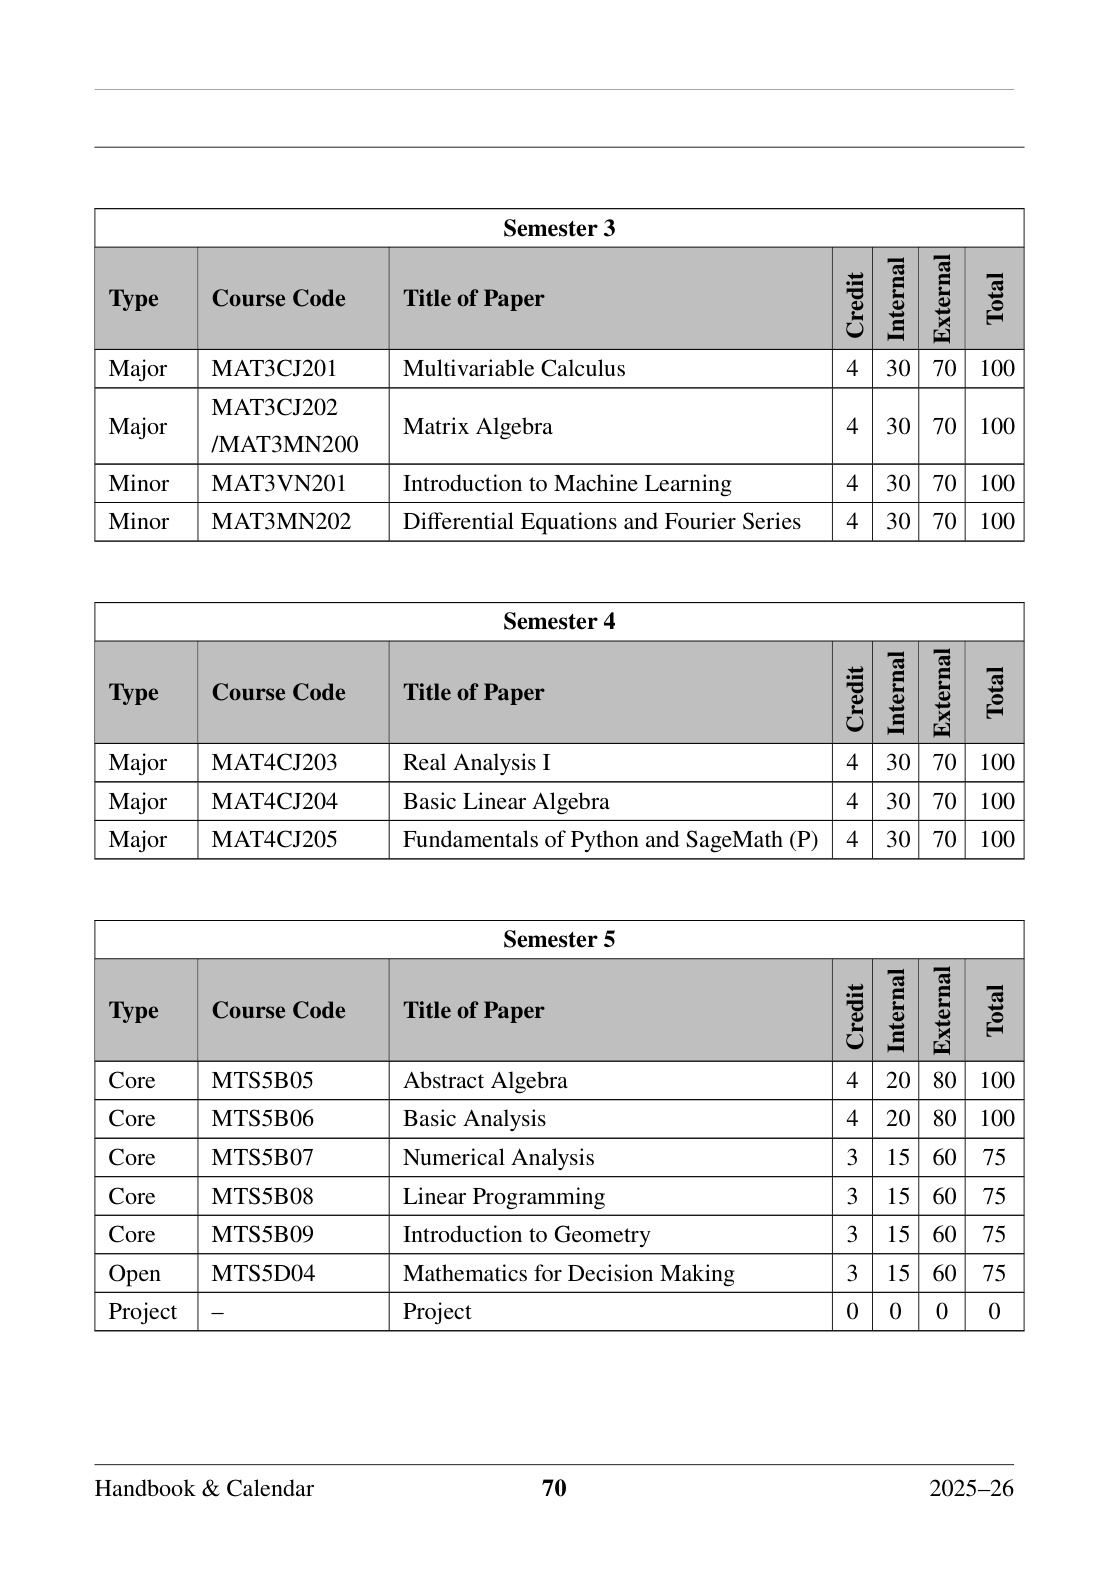 Semester 3
Type Course Code Title of Paper Credit Internal External Total
Major MAT3CJ201 Multivariable Calculus 4 30 70 100
Major MAT3CJ202
/MAT3MN200 Matrix Algebra 4 30 70 100
Minor MAT3VN201 Introduction to Machine Learning 4 30 70 100
Minor MAT3MN202 Differential Equations and Fourier Series 4 30 70 100
Semester 4
Type Course Code Title of Paper Credit Internal External Total
Major MAT4CJ203 Real Analysis I 4 30 70 100
Major MAT4CJ204 Basic Linear Algebra 4 30 70 100
Major MAT4CJ205 Fundamentals of Python and SageMath (P) 4 30 70 100
Semester 5
Type Course Code Title of Paper Credit Internal External Total
Core MTS5B05 Abstract Algebra 4 20 80 100
Core MTS5B06 Basic Analysis 4 20 80 100
Core MTS5B07 Numerical Analysis 3 15 60 75
Core MTS5B08 Linear Programming 3 15 60 75
Core MTS5B09 Introduction to Geometry 3 15 60 75
Open MTS5D04 Mathematics for Decision Making 3 15 60 75
Project – Project 0 0 0 0
Handbook & Calendar 70 2025–26